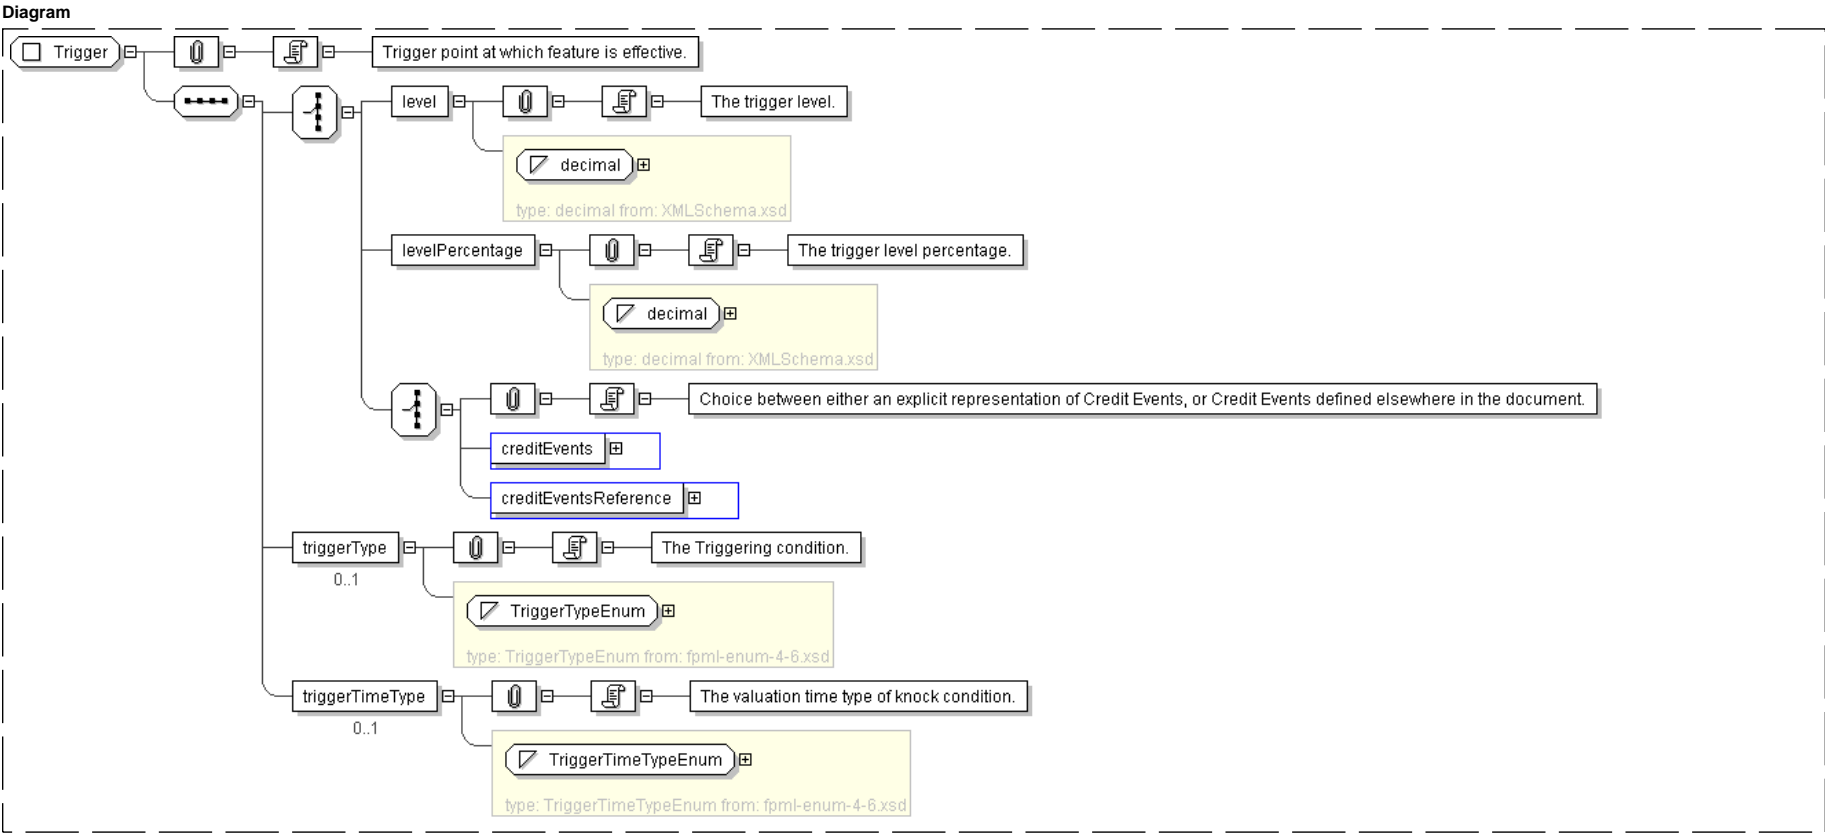 Diagram
Trigger
Trigger point at which feature is effective.
level
The trigger level.
decimal
type: decimal from: XMLSchema.xsd
levelPercentage
The trigger level percentage.
decimal
type: decimal from: XMLSchema.xsd
Choice between either an explicit representation of Credit Events, or Credit Events defined elsewhere in the document.
creditEvents
creditEventsReference
triggerType
The Triggering condition.
0..1
TriggerTypeEnum
type: TriggerTypeEnum from: fpml-enum-4-6.xsd
triggerTimeType
The valuation time type of knock condition.
0..1
TriggerTimeTypeEnum
type: TriggerTimeTypeEnum from: fpml-enum-4-6.xsd